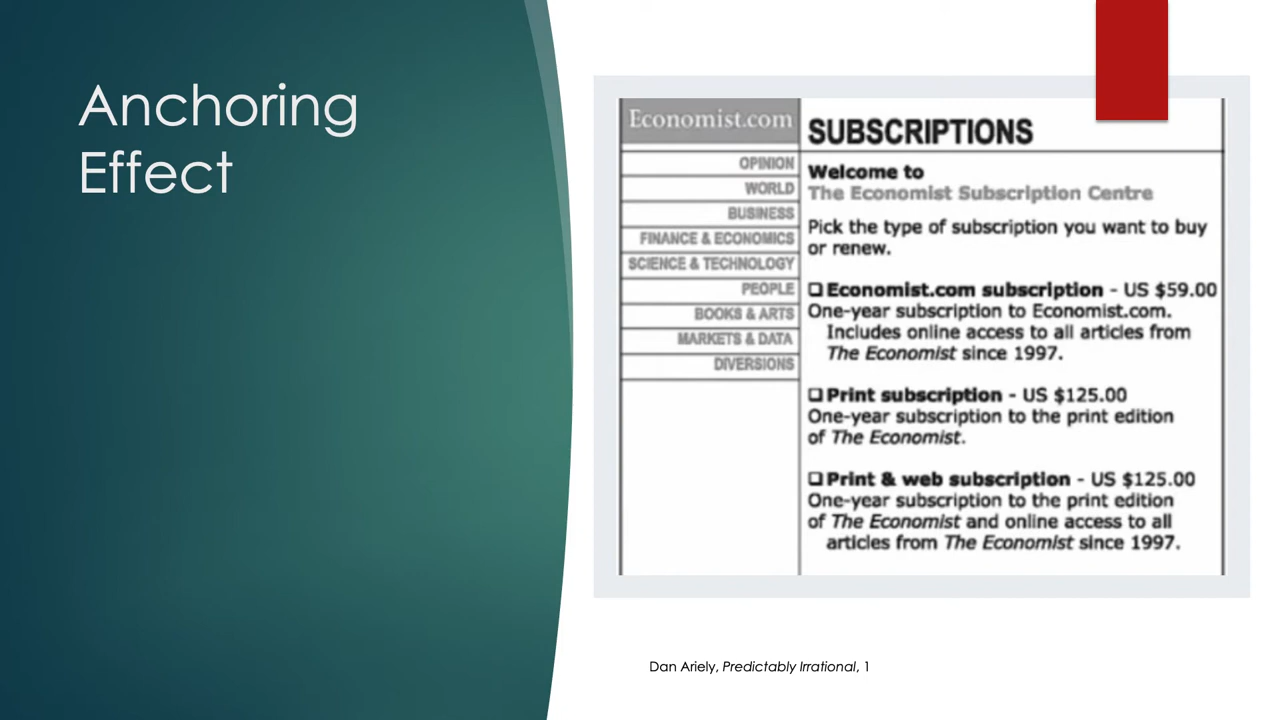 Anchoring
Effect
Economist.com
OPINION
WORLD
BUSINESS
FINANCE & ECONOMICS
SCIENCE & TECHNOLOGY
PEOPLE
BOOKS & ARTS
MARKETS & DATA
DIVERSIONS
SUBSCRIPTIONS
Welcome to
The Economist Subscription Centre
Pick the type of subscription you want to buy
or renew.
❑ Economist.com subscription - US $59.00
One-year subscription to Economist.com.
Includes online access to all articles from
The Economist since 1997.
❑ Print subscription - US $125.00
One-year subscription to the print edition
of The Economist.
❑ Print & web subscription - US $125.00
One-year subscription to the print edition
of The Economist and online access to all
articles from The Economist since 1997.
Dan Ariely, Predictably Irrational, 1